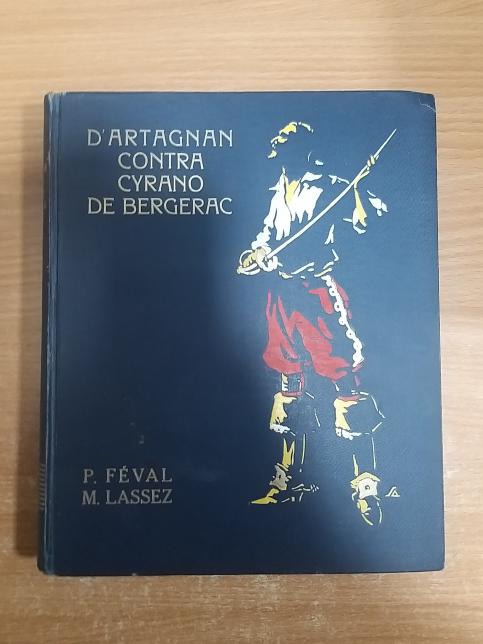 D'ARTAGNAN
CONTRA
CYRANO
DE BERGERAC
P. FÉVAL
M. LASSEZ